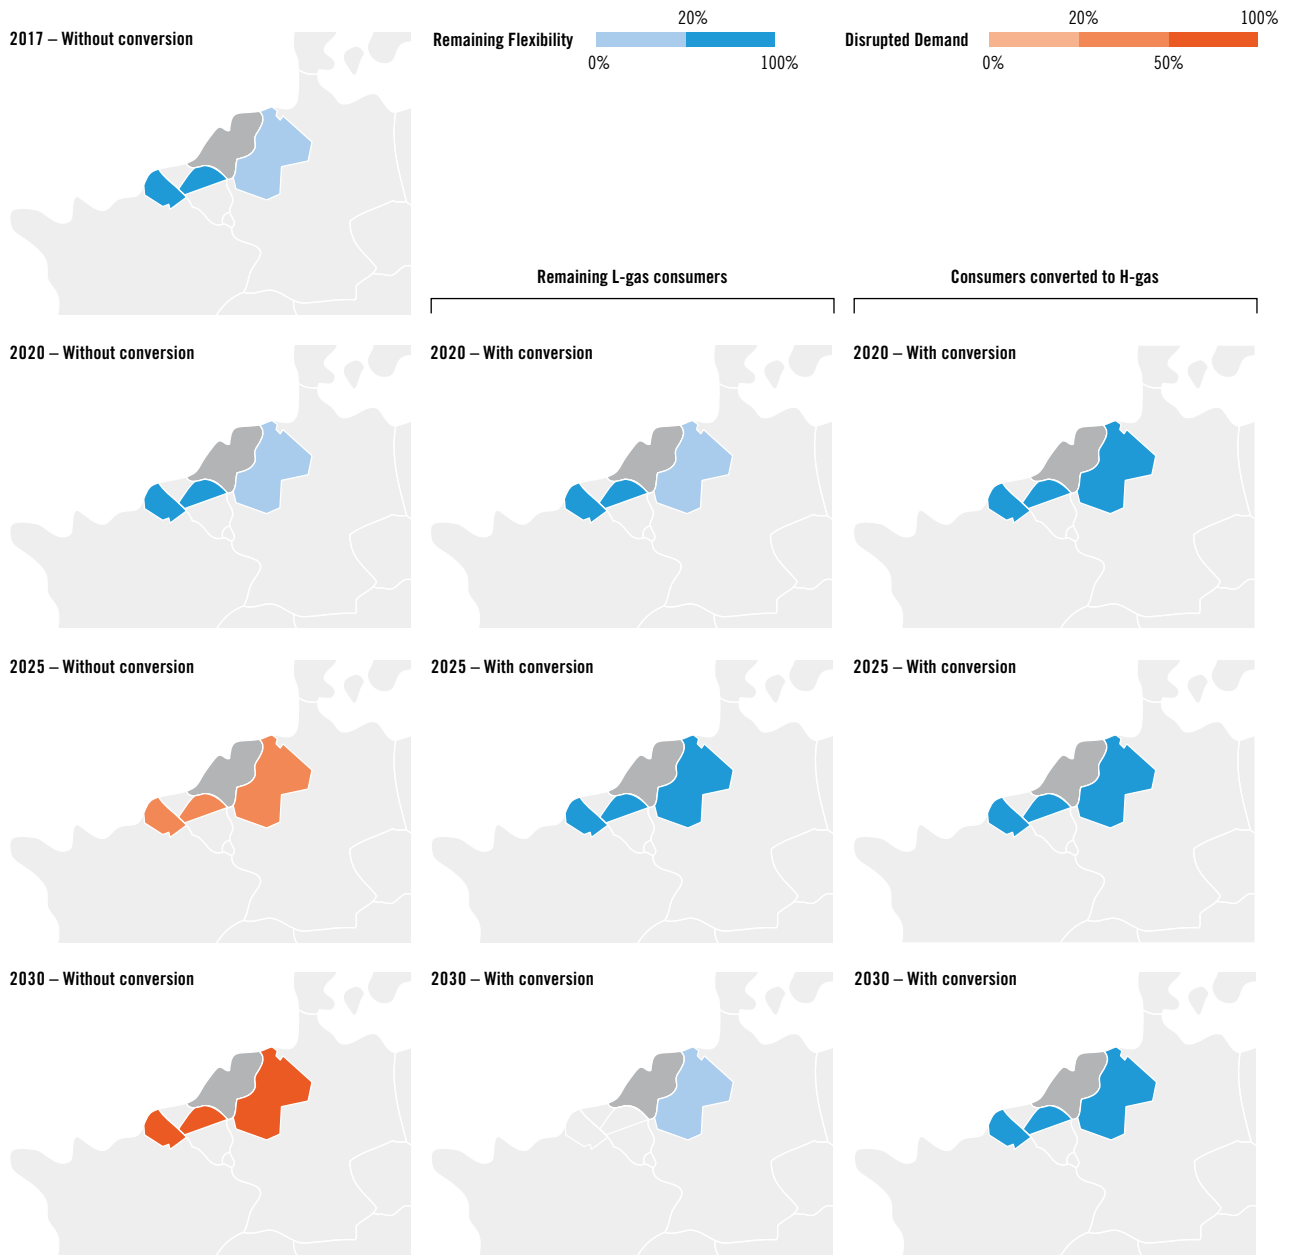 2017 – Without conversion
Remaining Flexibility
20%
0%
100%
Disrupted Demand
20%
100%
0%
50%
Remaining L-gas consumers
Consumers converted to H-gas
2020 – Without conversion
2020 – With conversion
2020 – With conversion
2025 – Without conversion
2025 – With conversion
2025 – With conversion
2030 – Without conversion
2030 – With conversion
2030 – With conversion